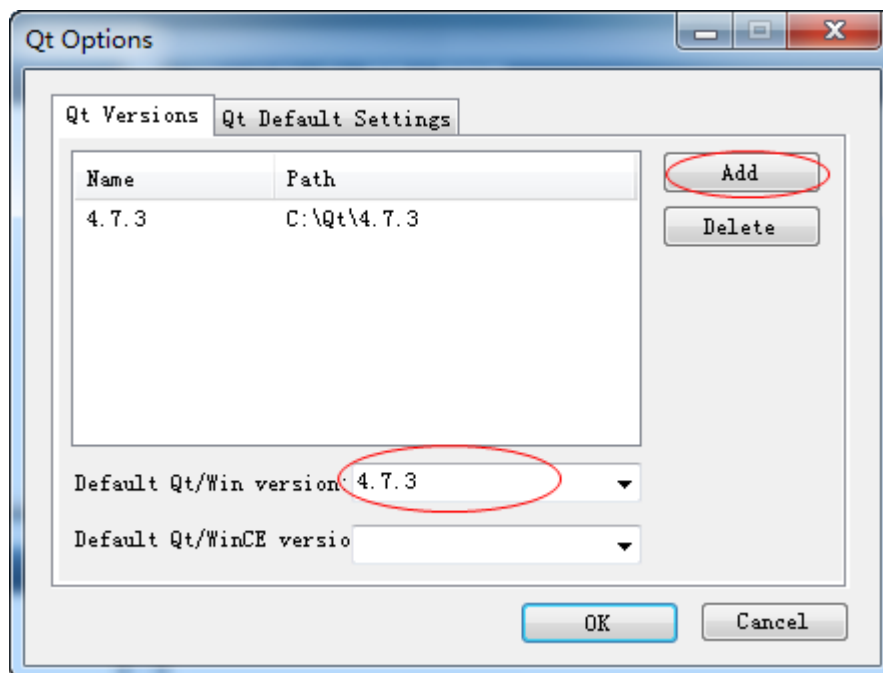 Qt Options
Qt Versions Qt Default Settings
Name Path Add
4.7.3 C:\Qt\4.7.3 Delete
Default Qt/Win version: 4.7.3
Default Qt/WinCE versio
OK Cancel